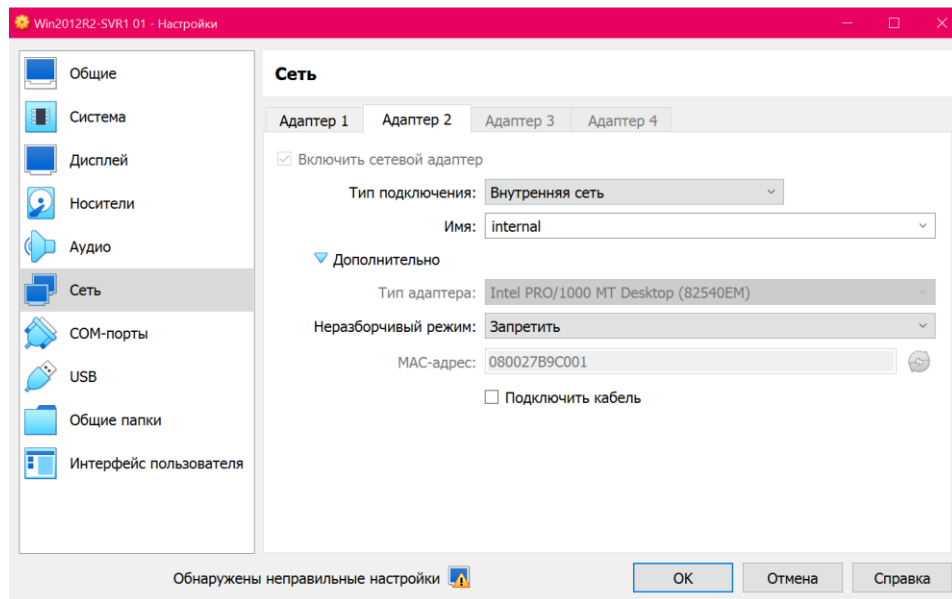 Win2012R2-SVR1 01 - Настройки
Общие
Система
Дисплей
Носители
Аудио
Сеть
COM-порты
USB
Общие папки
Интерфейс пользователя
Сеть
Адаптер 1 Адаптер 2 Адаптер 3 Адаптер 4
Включить сетевой адаптер
Тип подключения: Внутренняя сеть
Имя: internal
Дополнительно
Тип адаптера: Intel PRO/1000 MT Desktop (82540EM)
Неразборчивый режим: Запретить
MAC-адрес: 080027B9C001
Подключить кабель
Обнаружены неправильные настройки
OK Отмена Справка